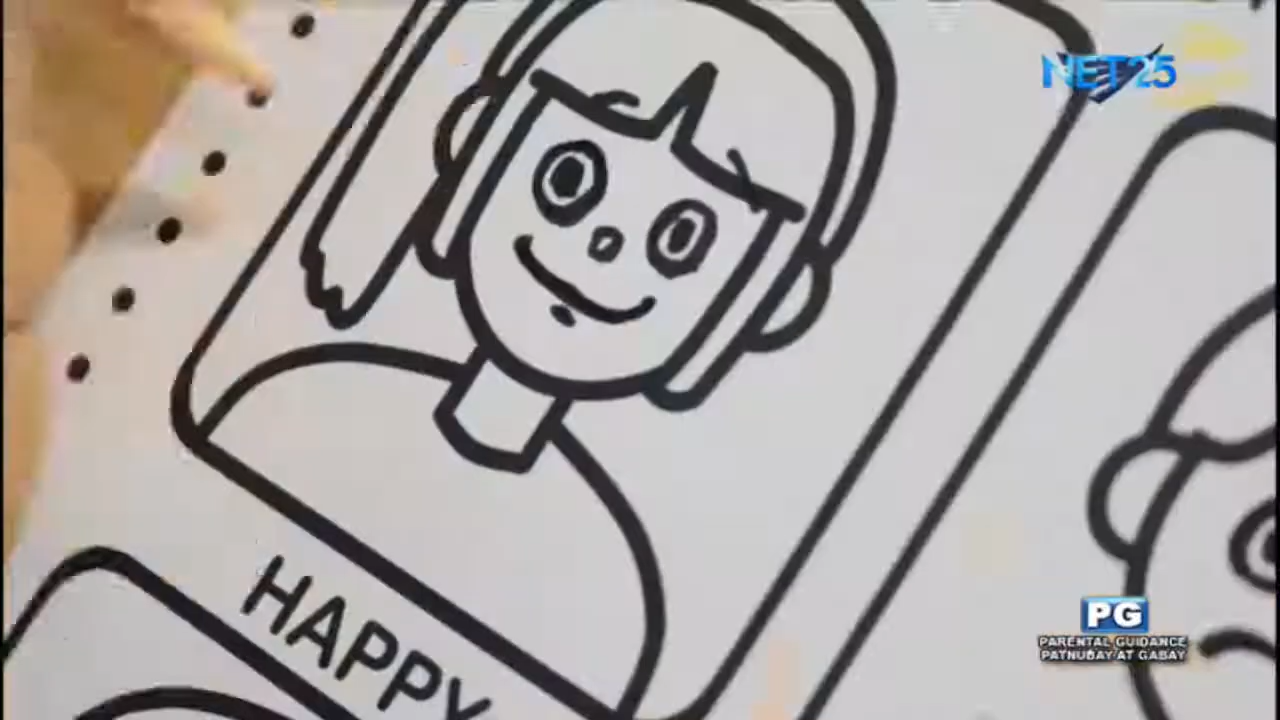 NET25
HAPPY
PG
PARENTAL GUIDANCE
PATNUBAY AT GABAY